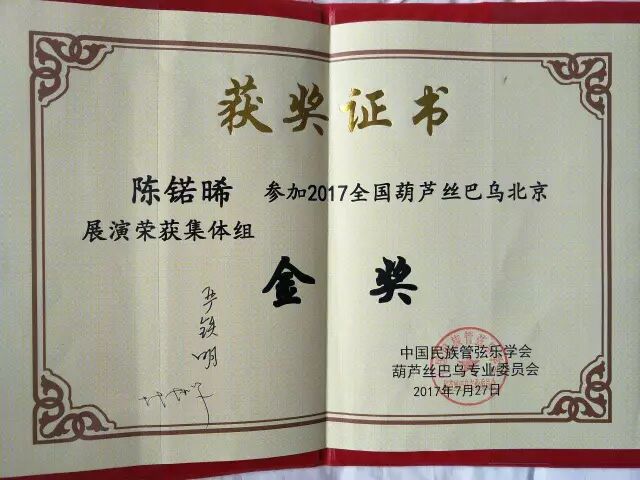 获奖证书
陈锘晞 参加2017全国葫芦丝巴乌北京
展演荣获集体组
金奖
李铁明
中国民族管弦乐学会
葫芦丝巴乌专业委员会
2017年7月27日